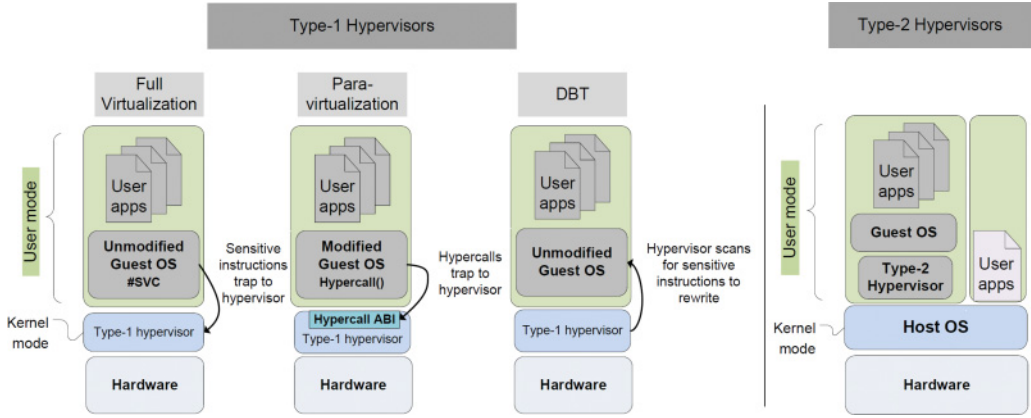 Type-1 Hypervisors
Type-2 Hypervisors
Full
Virtualization
Para-
virtualization
DBT
User mode
User
apps
Unmodified
Guest OS
#SVC
Sensitive
instructions
trap to
hypervisor
Kernel
mode
Type-1 hypervisor
Hardware
User
apps
Modified
Guest OS
Hypercall()
Hypercalls
trap to
hypervisor
Hypercall ABI
Type-1 hypervisor
Hardware
User
apps
Unmodified
Guest OS
Hypervisor scans
for sensitive
instructions to
rewrite
Type-1 hypervisor
Hardware
User mode
User
apps
Guest OS
Type-2
Hypervisor
User
apps
Kernel
mode
Host OS
Hardware